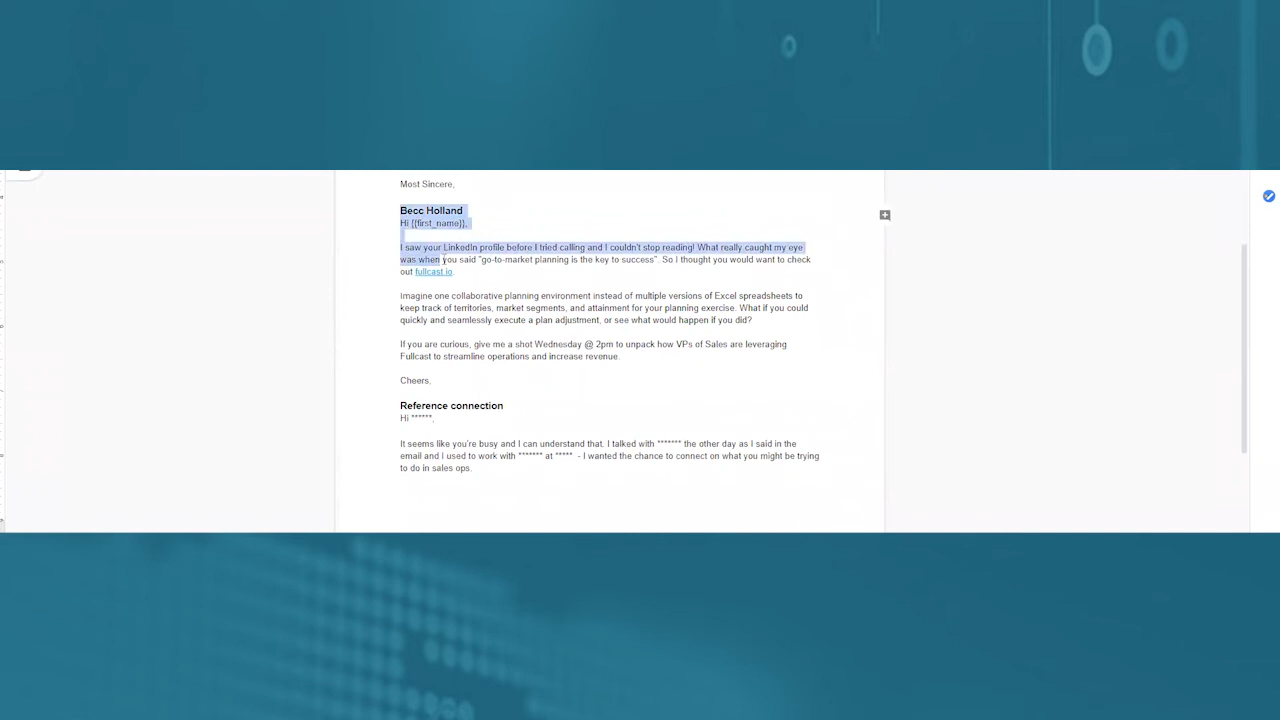 Most Sincere,
Becc Holland
Hi {{first_name}},
I saw your LinkedIn profile before I tried calling and I couldn't stop reading! What really caught my eye
was when you said "go-to-market planning is the key to success". So I thought you would want to check
out fullcast.io.
Imagine one collaborative planning environment instead of multiple versions of Excel spreadsheets to
keep track of territories, market segments, and attainment for your planning exercise. What if you could
quickly and seamlessly execute a plan adjustment, or see what would happen if you did?
If you are curious, give me a shot Wednesday @ 2pm to unpack how VPs of Sales are leveraging
Fullcast to streamline operations and increase revenue.
Cheers,
Reference connection
Hi ******,
It seems like you're busy and I can understand that. I talked with ******* the other day as I said in the
email and I used to work with ******* at ***** - I wanted the chance to connect on what you might be trying
to do in sales ops.